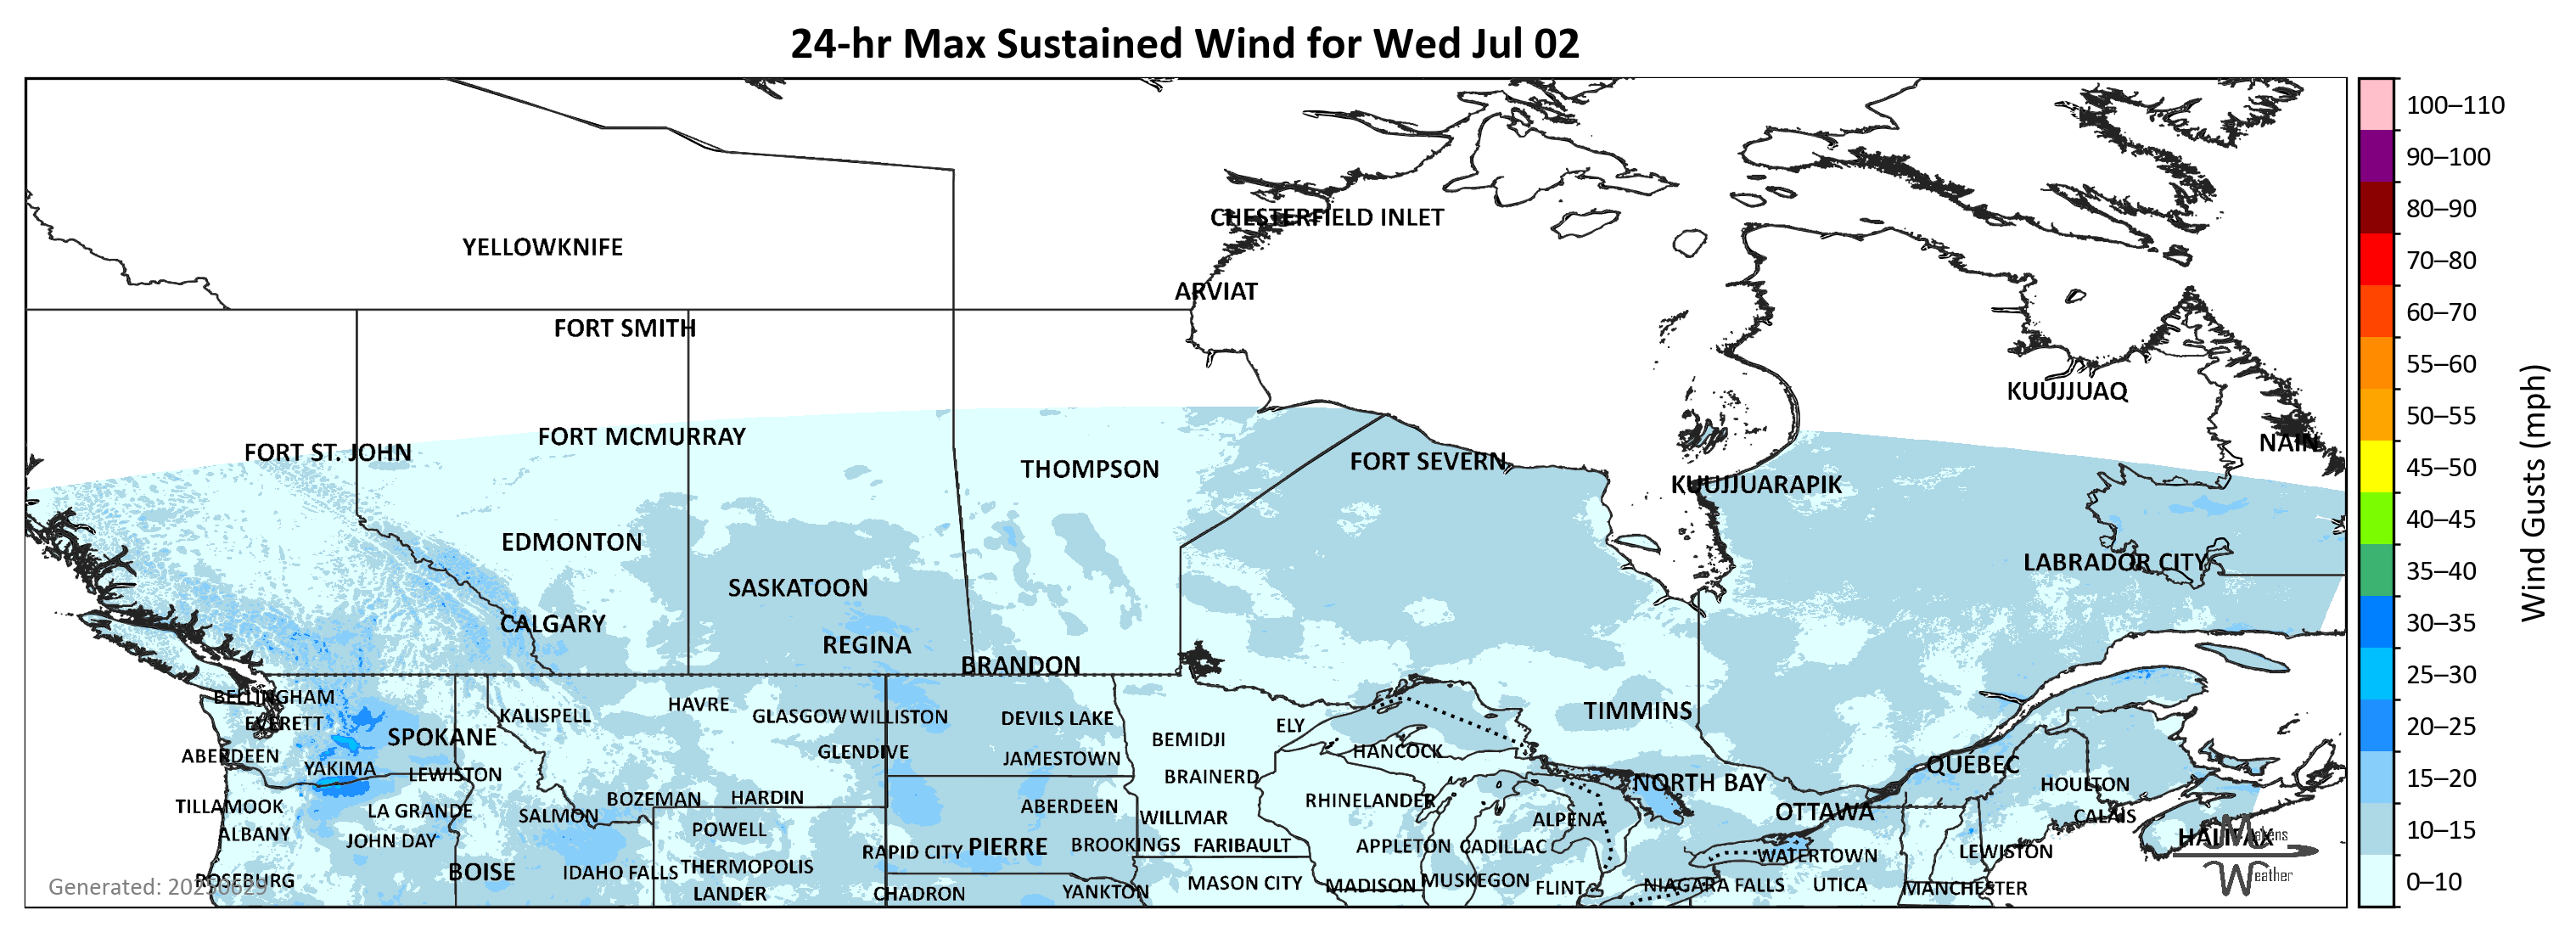 24-hr Max Sustained Wind for Wed Jul 02
100–110
90–100
80–90
70–80
60–70
55–60
50–55
45–50
40–45
35–40
30–35
25–30
20–25
15–20
10–15
0–10
Wind Gusts (mph)
CHESTERFIELD INLET
YELLOWKNIFE
ARVIAT
FORT SMITH
KUUJJUAQ
FORT MCMURRAY
NAIN
FORT ST. JOHN
FORT SEVERN
THOMPSON
KUUJJUARAPIK
EDMONTON
LABRADOR CITY
SASKATOON
CALGARY
REGINA
BRANDON
BELLINGHAM
HAVRE
TIMMINS
KALISPELL
GLASGOW
WILLISTON
DEVILS LAKE
EVERETT
ELY
SPOKANE
BEMIDJI
ABERDEEN
GLENDIVE
HANCOCK
JAMESTOWN
QUÉBEC
YAKIMA
LEWISTON
BRAINERD
NORTH BAY
HOULTON
TILLAMOOK
LA GRANDE
BOZEMAN
HARDIN
ABERDEEN
RHINELANDER
OTTAWA
SALMON
WILLMAR
ALPENA
CALAIS
ALBANY
JOHN DAY
POWELL
HALIFAX
Makens
Weather
RAPID CITY
PIERRE
BROOKINGS
FARIBAULT
APPLETON
CADILLAC
WATERTOWN
LEWISTON
BOISE
IDAHO FALLS
THERMOPOLIS
ROSEBURG
MASON CITY
MADISON
MUSKEGON
FLINT
NIAGARA FALLS
UTICA
MANCHESTER
LANDER
CHADRON
YANKTON
Generated: 20250629